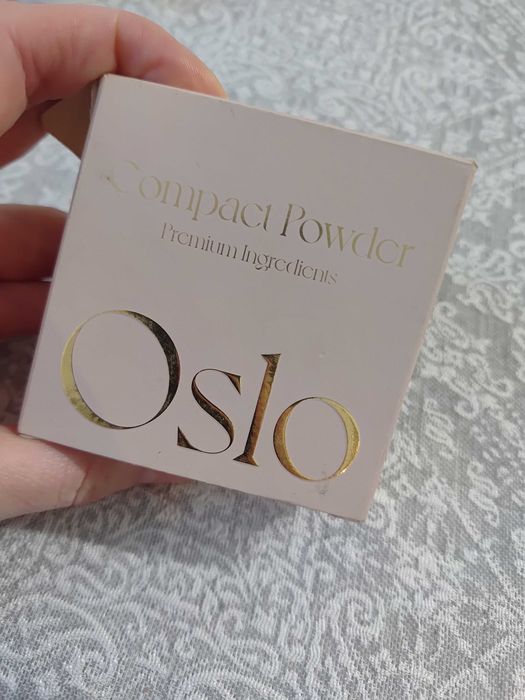 Compact Powder
Premium Ingredients
Oslo